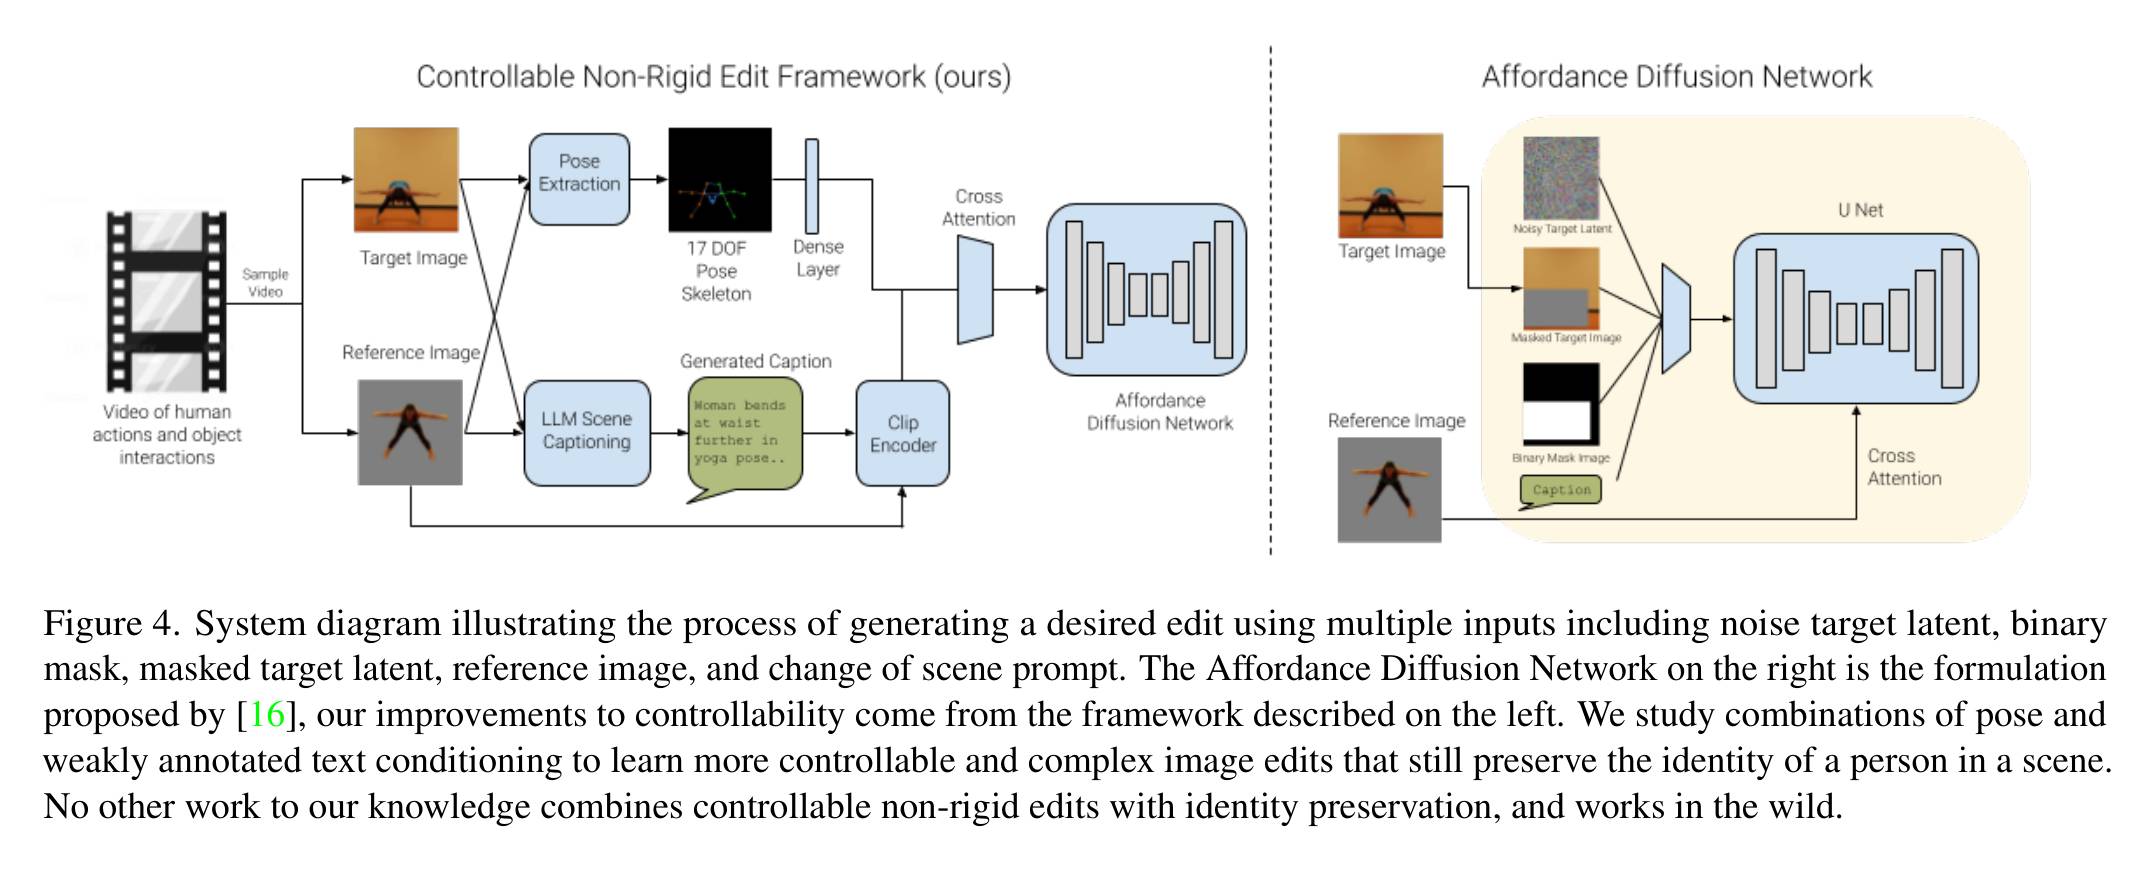 Controllable Non-Rigid Edit Framework (ours)
Sample
Video
Video of human
actions and object
interactions
Target Image
Reference Image
Pose
Extraction
17 DOF
Pose
Skeleton
Dense
Layer
LLM Scene
Captioning
Generated Caption
Woman bends
at waist
further in
yoga pose..
Clip
Encoder
Cross
Attention
Affordance
Diffusion Network
Affordance Diffusion Network
Target Image
Reference Image
Noisy Target Latent
Masked Target Image
Binary Mask Image
Caption
U Net
Cross
Attention
Figure 4. System diagram illustrating the process of generating a desired edit using multiple inputs including noise target latent, binary
mask, masked target latent, reference image, and change of scene prompt. The Affordance Diffusion Network on the right is the formulation
proposed by [16], our improvements to controllability come from the framework described on the left. We study combinations of pose and
weakly annotated text conditioning to learn more controllable and complex image edits that still preserve the identity of a person in a scene.
No other work to our knowledge combines controllable non-rigid edits with identity preservation, and works in the wild.